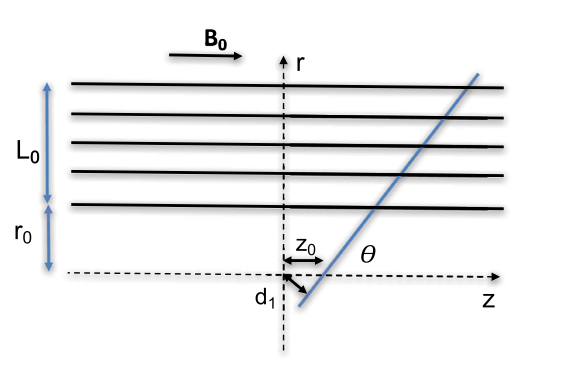 B₀
r
L₀
r₀
z₀
θ
d₁
z